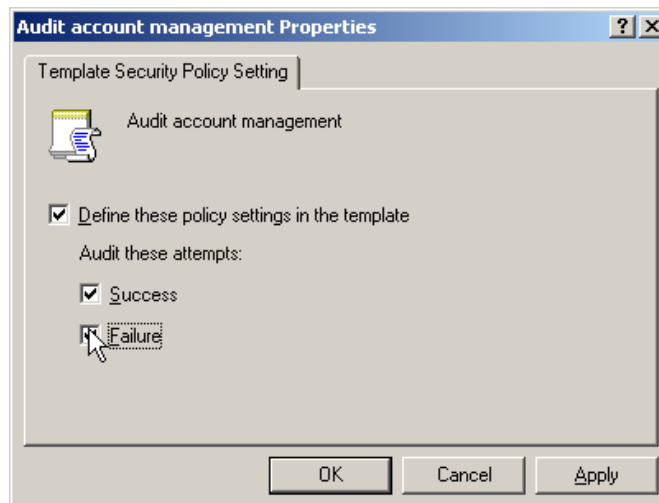 Audit account management Properties
Template Security Policy Setting
Audit account management
Define these policy settings in the template
Audit these attempts:
Success
Failure
OK Cancel Apply